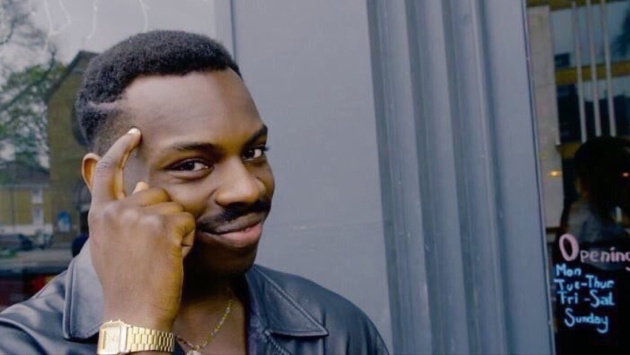 Opening
Mon
Tue-Thur
Fri-Sat
Sunday